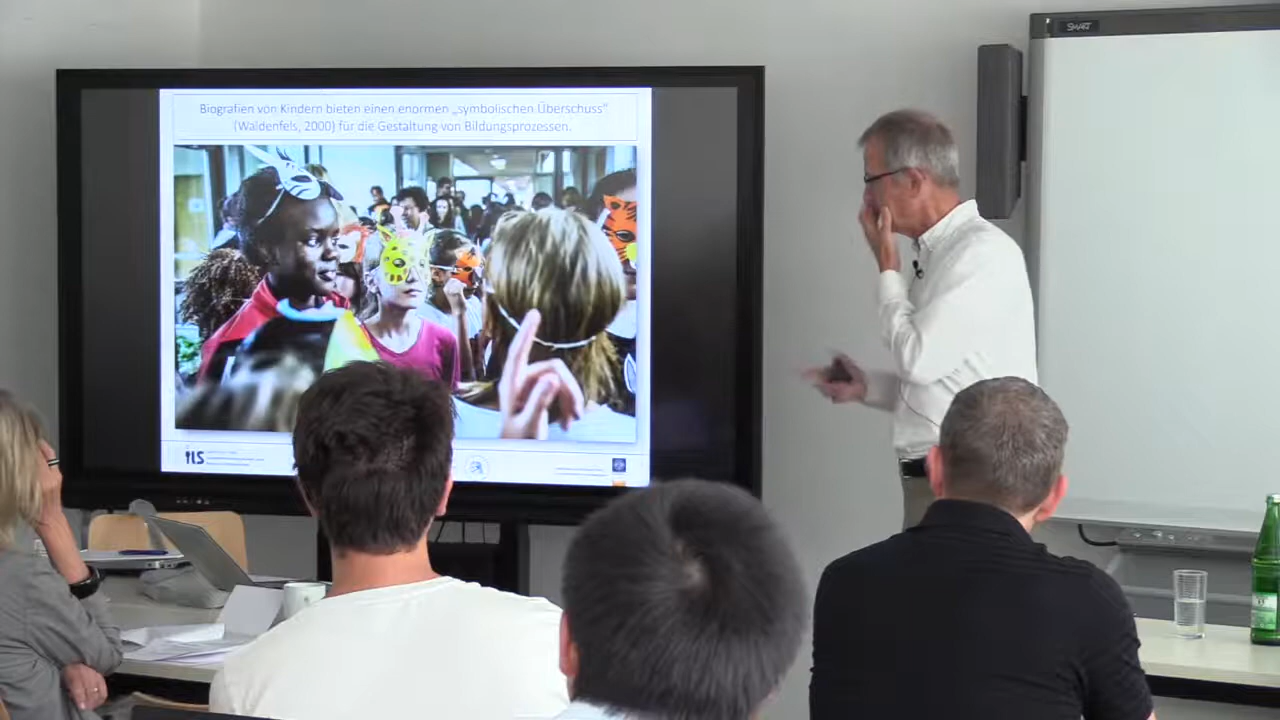 SMART
Biografien von Kindern bieten einen enormen „symbolischen Überschuss“
(Waldenfels, 2000) für die Gestaltung von Bildungsprozessen.
ILS